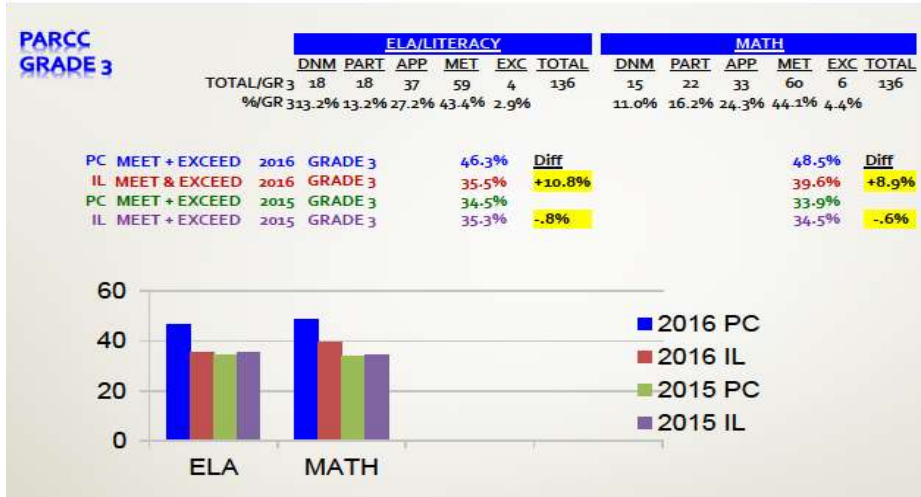 PARCC
GRADE 3
ELA/LITERACY MATH
DNM PART APP MET EXC TOTAL DNM PART APP MET EXC TOTAL
TOTAL/GR 3 18 18 37 59 4 136 15 22 33 60 6 136
%/GR 3 13.2% 13.2% 27.2% 43.4% 2.9% 11.0% 16.2% 24.3% 44.1% 4.4%
PC MEET + EXCEED 2016 GRADE 3 46.3% Diff 48.5% Diff
IL MEET & EXCEED 2016 GRADE 3 35.5% +10.8% 39.6% +8.9%
PC MEET + EXCEED 2015 GRADE 3 34.5% 33.9%
IL MEET + EXCEED 2015 GRADE 3 35.3% -.8% 34.5% -.6%
60
40
20
0
ELA MATH
2016 PC
2016 IL
2015 PC
2015 IL